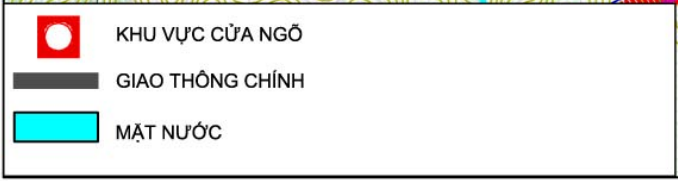 KHU VỰC CỬA NGÕ
GIAO THÔNG CHÍNH
MẶT NƯỚC